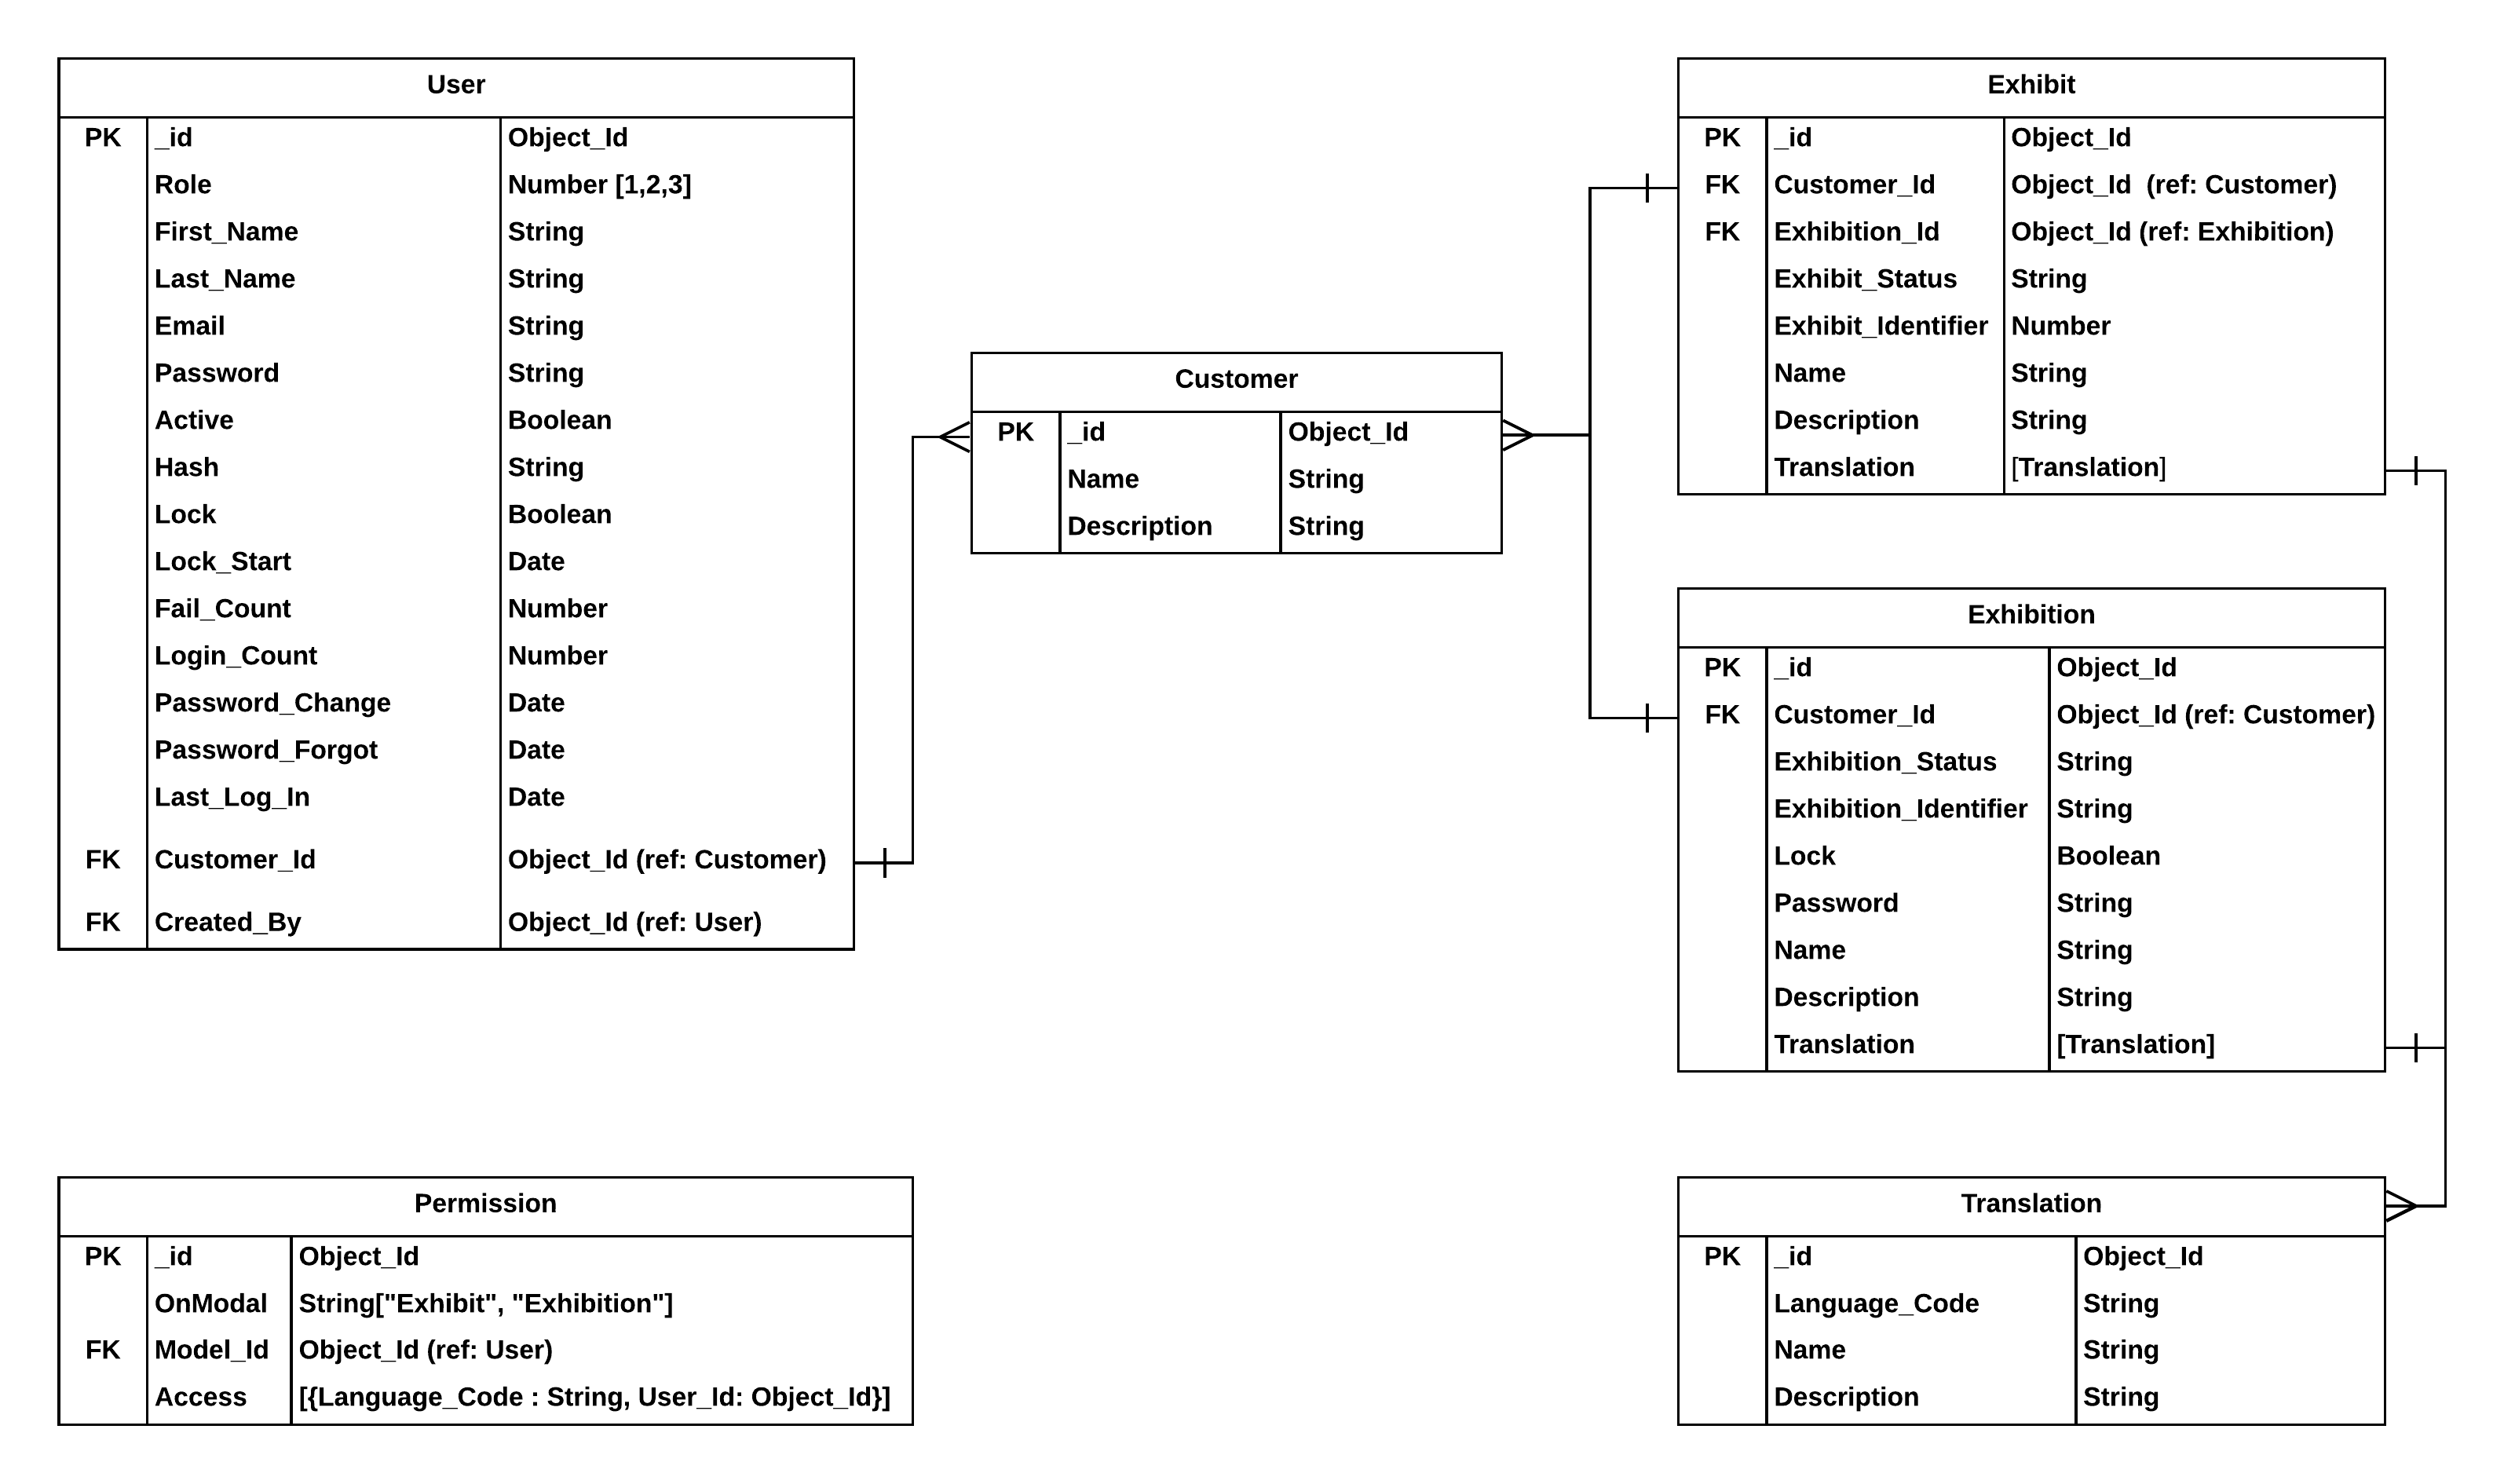 User
PK _id Object_Id
Role Number [1,2,3]
First_Name String
Last_Name String
Email String
Password String
Active Boolean
Hash String
Lock Boolean
Lock_Start Date
Fail_Count Number
Login_Count Number
Password_Change Date
Password_Forgot Date
Last_Log_In Date
FK Customer_Id Object_Id (ref: Customer)
FK Created_By Object_Id (ref: User)
Customer
PK _id Object_Id
Name String
Description String
Exhibit
PK _id Object_Id
FK Customer_Id Object_Id (ref: Customer)
FK Exhibition_Id Object_Id (ref: Exhibition)
Exhibit_Status String
Exhibit_Identifier Number
Name String
Description String
Translation [Translation]
Exhibition
PK _id Object_Id
FK Customer_Id Object_Id (ref: Customer)
Exhibition_Status String
Exhibition_Identifier String
Lock Boolean
Password String
Name String
Description String
Translation [Translation]
Permission
PK _id Object_Id
OnModal String["Exhibit", "Exhibition"]
FK Model_Id Object_Id (ref: User)
Access [{Language_Code : String, User_Id: Object_Id}]
Translation
PK _id Object_Id
Language_Code String
Name String
Description String